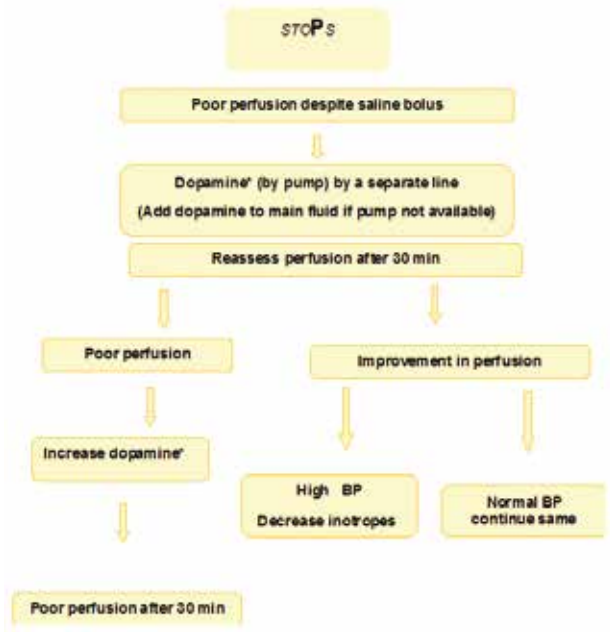 STOPS
Poor perfusion despite saline bolus
Dopamine* (by pump) by a separate line
(Add dopamine to main fluid if pump not available)
Reassess perfusion after 30 min
Poor perfusion
Improvement in perfusion
Increase dopamine*
High BP
Decrease inotropes
Normal BP
continue same
Poor perfusion after 30 min